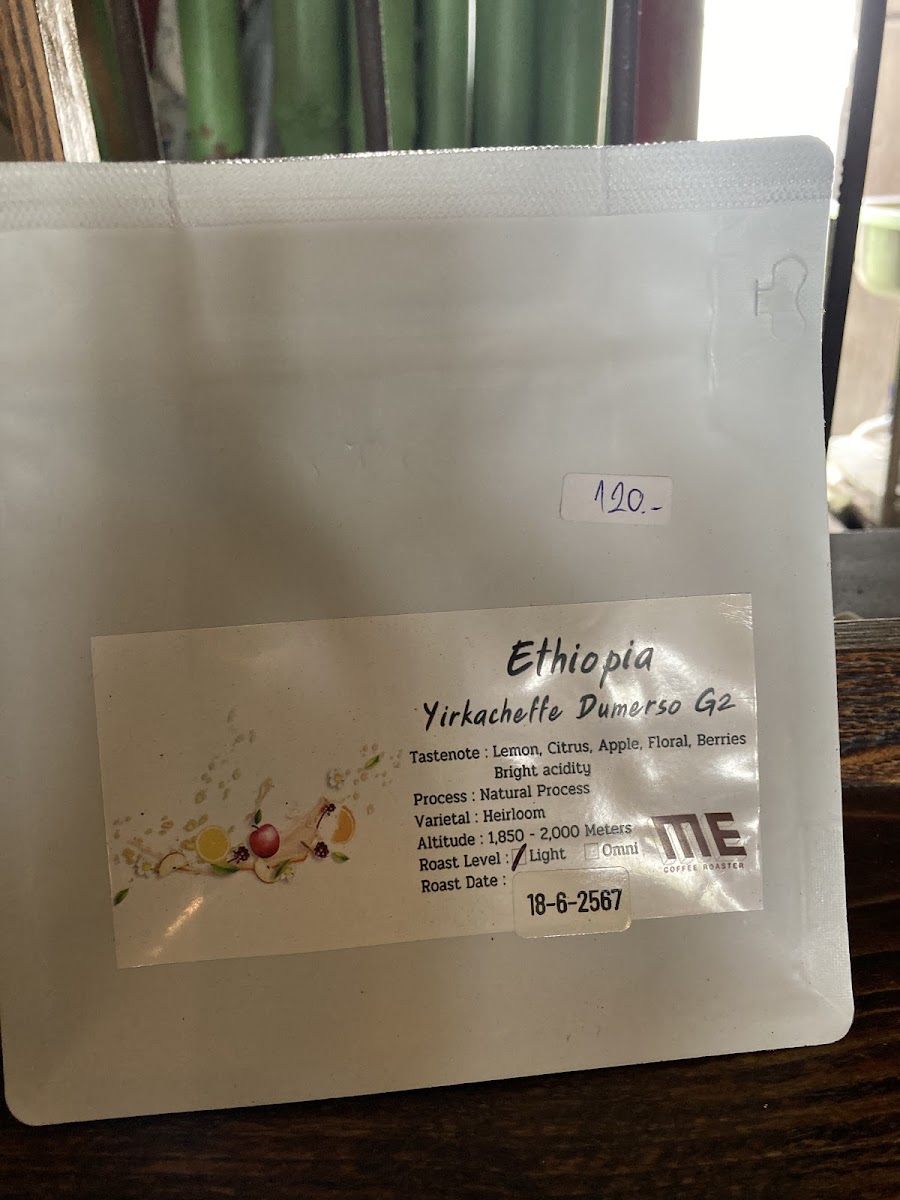 120.-
Ethiopia
Yirkacheffe Dumerso G2
Tastenote : Lemon, Citrus, Apple, Floral, Berries
Bright acidity
Process : Natural Process
Varietal : Heirloom
Altitude : 1,850 - 2,000 Meters
Roast Level : Light Omni
Roast Date :
18-6-2567
ME
COFFEE ROASTER